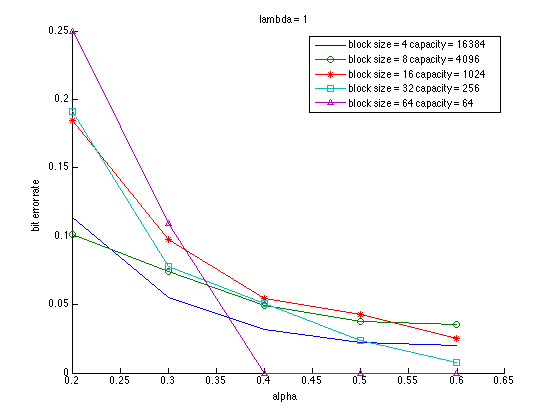 lambda = 1
block size = 4 capacity = 16384
block size = 8 capacity = 4096
block size = 16 capacity = 1024
block size = 32 capacity = 256
block size = 64 capacity = 64
0.25
0.2
0.15
0.10
0.05
0
bit error rate
0.2 0.25 0.3 0.35 0.4 0.45 0.5 0.55 0.6 0.65
alpha